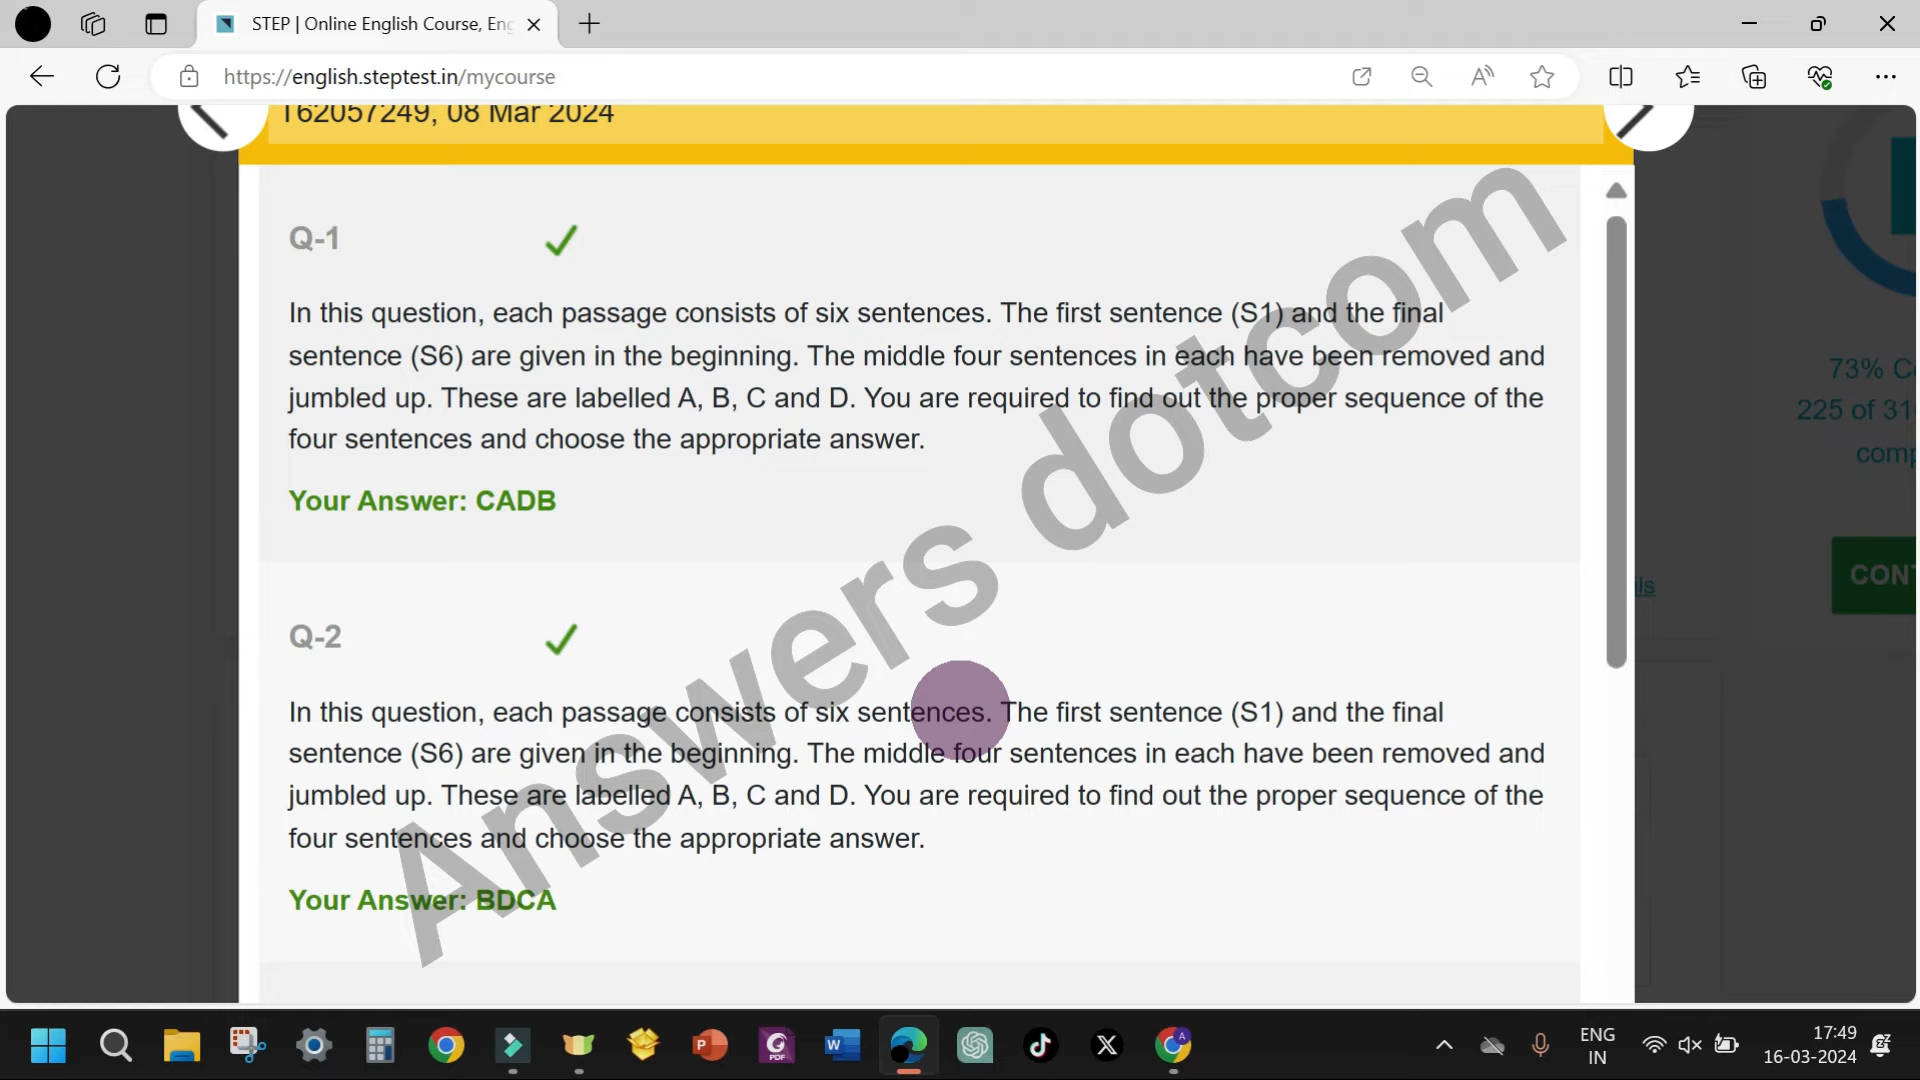 STEP | Online English Course, Eng
https://english.steptest.in/mycourse
T62057249, 08 Mar 2024
Q-1
In this question, each passage consists of six sentences. The first sentence (S1) and the final
sentence (S6) are given in the beginning. The middle four sentences in each have been removed and
jumbled up. These are labelled A, B, C and D. You are required to find out the proper sequence of the
four sentences and choose the appropriate answer.
Your Answer: CADB
Q-2
In this question, each passage consists of six sentences. The first sentence (S1) and the final
sentence (S6) are given in the beginning. The middle four sentences in each have been removed and
jumbled up. These are labelled A, B, C and D. You are required to find out the proper sequence of the
four sentences and choose the appropriate answer.
Your Answer: BDCA
Answers dotcom
73% C
225 of 31
comp
ils
CONT
ENG
IN
17:49
16-03-2024